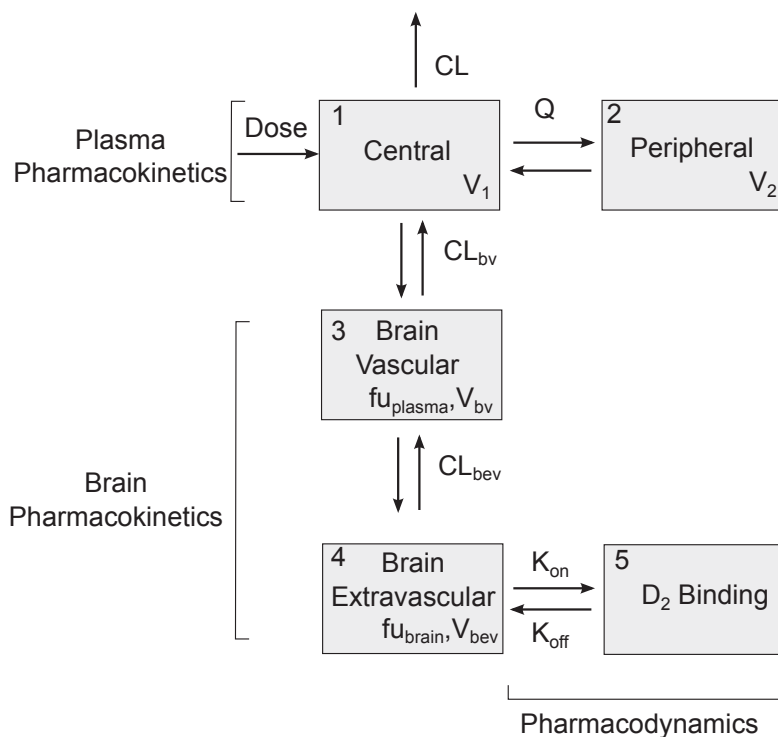 CL
Plasma
Pharmacokinetics
Dose
1
Central
V1
Q
2
Peripheral
V2
CLbv
Brain
Pharmacokinetics
3 Brain
Vascular
fuplasma,Vbv
CLbev
4 Brain
Extravascular
fubrain,Vbev
Kon
Koff
5
D2 Binding
Pharmacodynamics